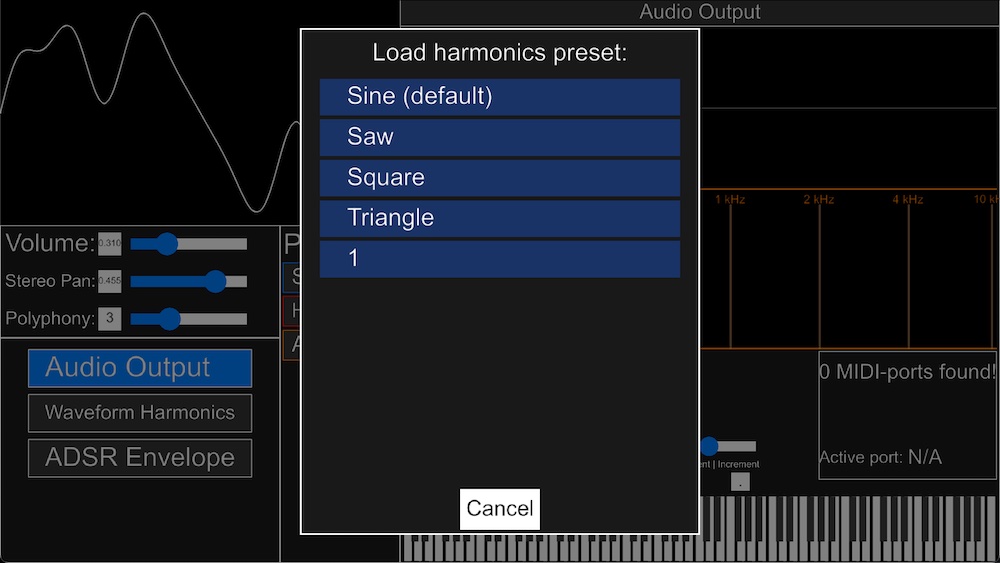 Audio Output
Load harmonics preset:
Sine (default)
Saw
Square
Triangle
1
Cancel
1 kHz
2 kHz
4 kHz
10 kH
Volume:
0.310
Stereo Pan:
0.455
Polyphony:
3
P
S
H
A
Audio Output
Waveform Harmonics
ADSR Envelope
0 MIDI-ports found!
Active port: N/A
nt | Increment
.